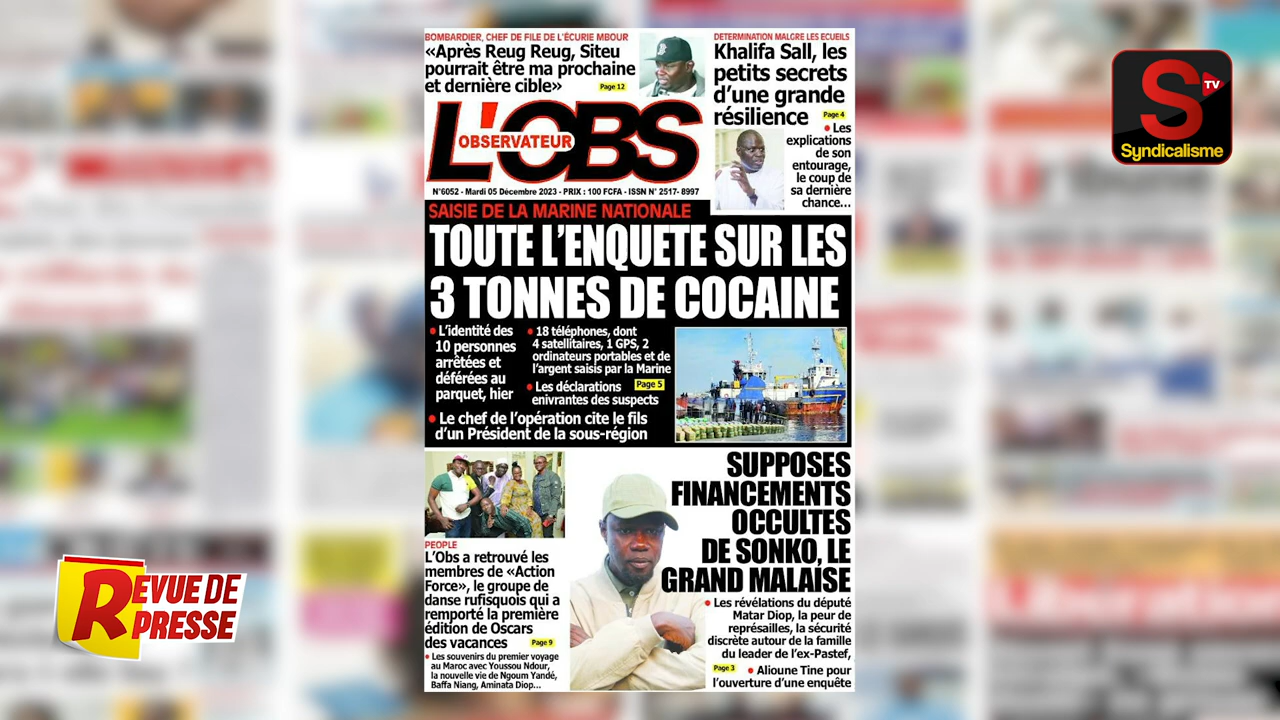 BOMBARDIER, CHEF DE FILE DE L'ÉCURIE MBOUR
«Après Reug Reug, Siteu
pourrait être ma prochaine
et dernière cible»
Page 12
DETERMINATION MALGRE LES ECUEILS
Khalifa Sall, les
petits secrets
d'une grande
résilience
Page 4
• Les
explications
de son
entourage,
le coup de
sa dernière
chance...
L'OBS
OBSERVATEUR
N°6052 - Mardi 05 Décembre 2023 - PRIX : 100 FCFA - ISSN N° 2517- 8997
SAISIE DE LA MARINE NATIONALE
TOUTE L'ENQUETE SUR LES
3 TONNES DE COCAINE
• L'identité des
10 personnes
arrêtées et
déférées au
parquet, hier
• 18 téléphones, dont
4 satellitaires, 1 GPS, 2
ordinateurs portables et de
l'argent saisis par la Marine
• Les déclarations
enivrantes des suspects
Page 5
• Le chef de l'opération cite le fils
d'un Président de la sous-région
PEOPLE
L'Obs a retrouvé les
membres de «Action
Force», le groupe de
danse rufisquois qui a
remporté la première
édition de Oscars
des vacances
Page 9
• Les souvenirs du premier voyage
au Maroc avec Youssou Ndour,
la nouvelle vie de Ngoum Yandé,
Baffa Niang, Aminata Diop...
SUPPOSES
FINANCEMENTS
OCCULTES
DE SONKO, LE
GRAND MALAISE
• Les révélations du député
Matar Diop, la peur de
représailles, la sécurité
discrète autour de la famille
du leader de l'ex-Pastef,
Page 3
• Alioune Tine pour
l'ouverture d'une enquête
S TV
Syndicalisme
REVUE DE
PRESSE